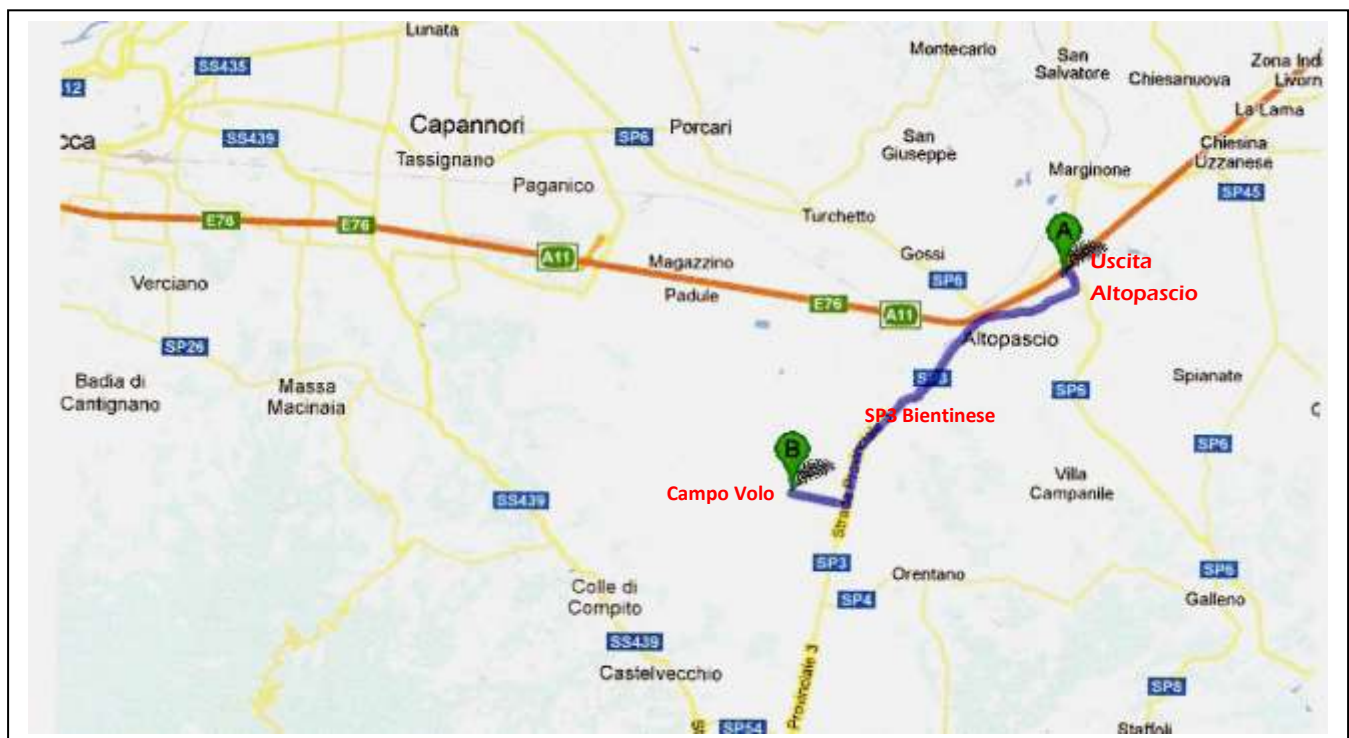 Lunata
Montecarlo
San
Salvatore
Zona Ind
Livorn
SS435
Chiesanuova
12
La Lama
Capannori
Porcari
SS439
SP6
cca
San
Giuseppe
Chiesina
Uzzanese
Tassignano
Marginone
Paganico
SP45
Turchetto
E76
E76
A
Gossi
A11
Magazzino
Uscita
Verciano
SP6
Padule
Altopascio
E76
A11
Altopascio
SP26
Badia di
Cantignano
Massa
Macinaia
SP3
Spianate
SP6
SP3 Bientinese
SP6
B
Villa
Campanile
Campo Volo
SS439
SP3
Orentano
SP6
Colle di
Compito
SP4
Galleno
SS439
Castelvecchio
Provinciale 3
SP8
SP54
Staffoli